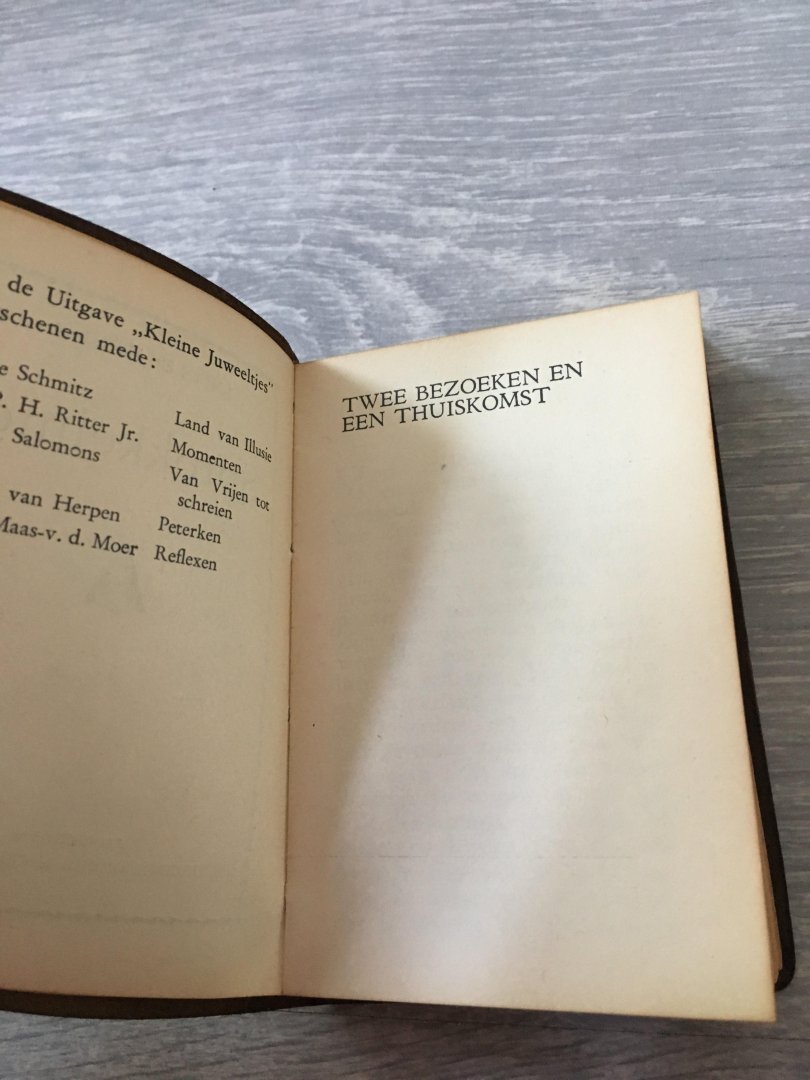 de Uitgave „Kleine Juweeltjes"
schenen mede:
e Schmitz Land van Illusie
P. H. Ritter Jr. Momenten
Salomons Van Vrijen tot
schreien
van Herpen Peterken
Maas-v. d. Moer Reflexen
TWEE BEZOEKEN EN
EEN THUISKOMST